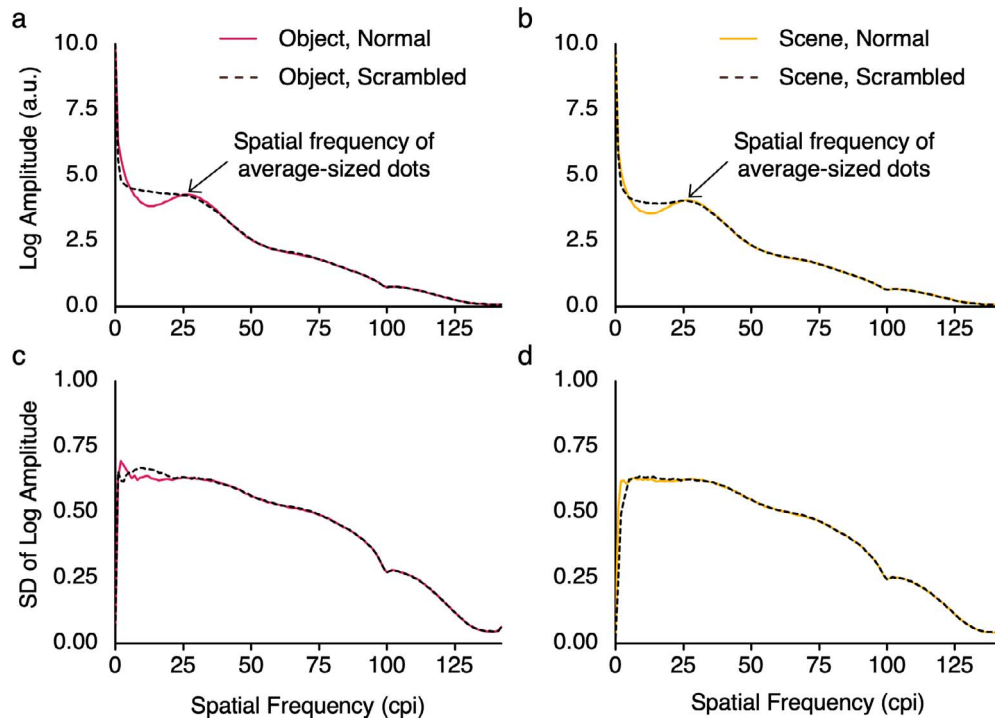 a
Object, Normal
Object, Scrambled
Log Amplitude (a.u.)
10.0
7.5
5.0
2.5
0.0
Spatial frequency of
average-sized dots
0 25 50 75 100 125
b
Scene, Normal
Scene, Scrambled
10.0
7.5
5.0
2.5
0.0
Spatial frequency of
average-sized dots
0 25 50 75 100 125
c
SD of Log Amplitude
1.00
0.75
0.50
0.25
0.00
0 25 50 75 100 125
Spatial Frequency (cpi)
d
1.00
0.75
0.50
0.25
0.00
0 25 50 75 100 125
Spatial Frequency (cpi)